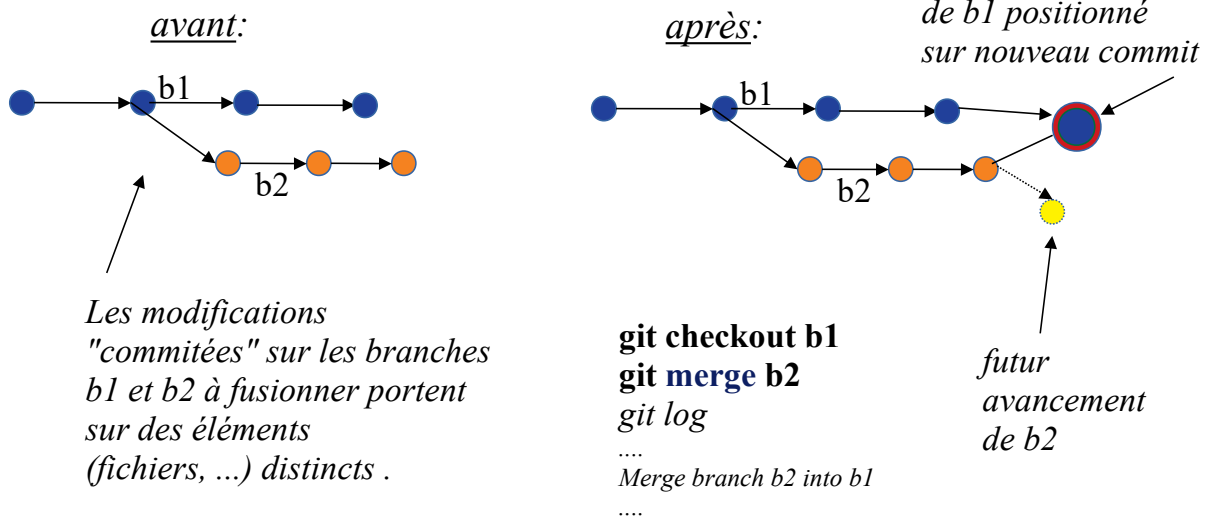 avant:
b1
b2
Les modifications
"commitées" sur les branches
b1 et b2 à fusionner portent
sur des éléments
(fichiers, ...) distincts .
après:
de b1 positionné
sur nouveau commit
b1
b2
git checkout b1
git merge b2
git log
....
Merge branch b2 into b1
....
futur
avancement
de b2